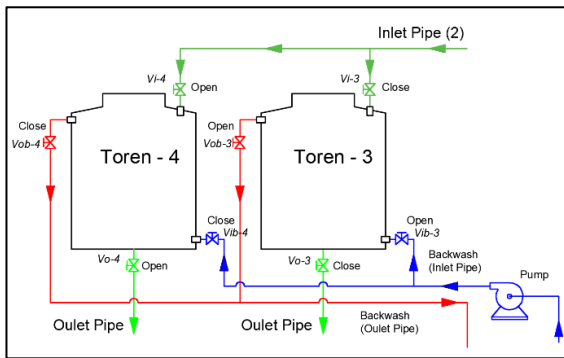 Inlet Pipe (2)
Vi-4
Open
Vi-3
Close
Close
Vob-4
Open
Vob-3
Toren - 4
Toren - 3
Close
Vib-4
Open
Vib-3
Vo-4
Open
Vo-3
Close
Backwash
(Inlet Pipe)
Pump
Oulet Pipe
Oulet Pipe
Backwash
(Oulet Pipe)